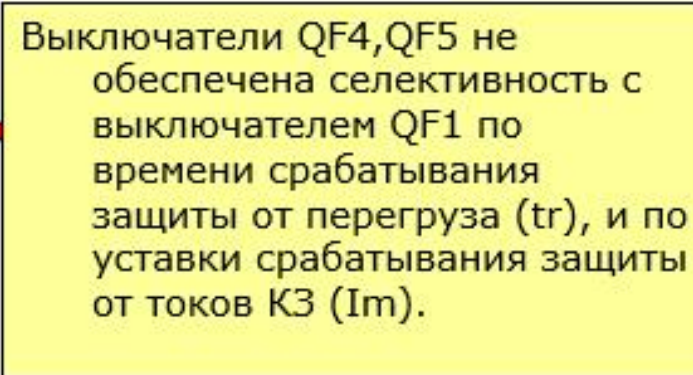 Выключатели QF4,QF5 не
обеспечена селективность с
выключателем QF1 по
времени срабатывания
защиты от перегруза (tr), и по
уставки срабатывания защиты
от токов КЗ (Im).